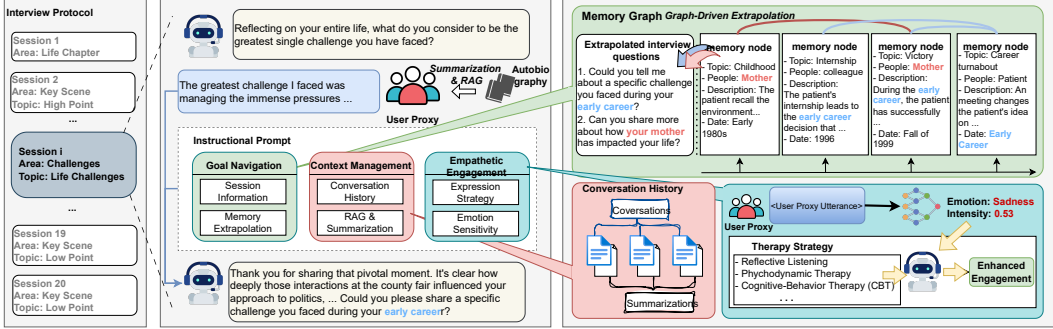 Interview Protocol
Session 1
Area: Life Chapter
Session 2
Area: Key Scene
Topic: High Point
...
Session i
Area: Challenges
Topic: Life Challenges
...
Session 19
Area: Key Scene
Topic: Low Point
Session 20
Area: Key Scene
Topic: Low Point
Reflecting on your entire life, what do you consider to be the
greatest single challenge you have faced?
The greatest challenge I faced was
managing the immense pressures ...
User Proxy
Summarization
& RAG
Autobio
graphy
Instructional Prompt
Goal Navigation
Session
Information
Memory
Extrapolation
Context Management
Conversation
History
RAG &
Summarization
Empathetic
Engagement
Expression
Strategy
Emotion
Sensitivity
Thank you for sharing that pivotal moment. It's clear how
deeply those interactions at the county fair influenced your
approach to politics, ... Could you please share a specific
challenge you faced during your early career?
Memory Graph Graph-Driven Extrapolation
Extrapolated interview
questions
1. Could you tell me
about a specific challenge
you faced during your
early career?
2. Can you share more
about how your mother
has impacted your life?
memory node
- Topic: Childhood
- People: Mother
- Description: The
patient recall the
environment...
- Date: Early
1980s
memory node
- Topic: Internship
- People: colleague
- Description:
The patient's
internship leads to
the early career
decision that ...
- Date: 1996
memory node
- Topic: Victory
- People: Mother
- Description:
During the early
career, the patient
has successfully
...
- Date: Fall of
1999
memory node
- Topic: Career
turnabout
- People: Patient
- Description: An
meeting changes
the patient's idea
on ...
- Date: Early
Career
Conversation History
Coversations
Summarizations
User Proxy
<User Proxy Utterance>
Emotion: Sadness
Intensity: 0.53
Therapy Strategy
- Reflective Listening
- Phychodynamic Therapy
- Cognitive-Behavior Therapy (CBT)
...
Enhanced
Engagement